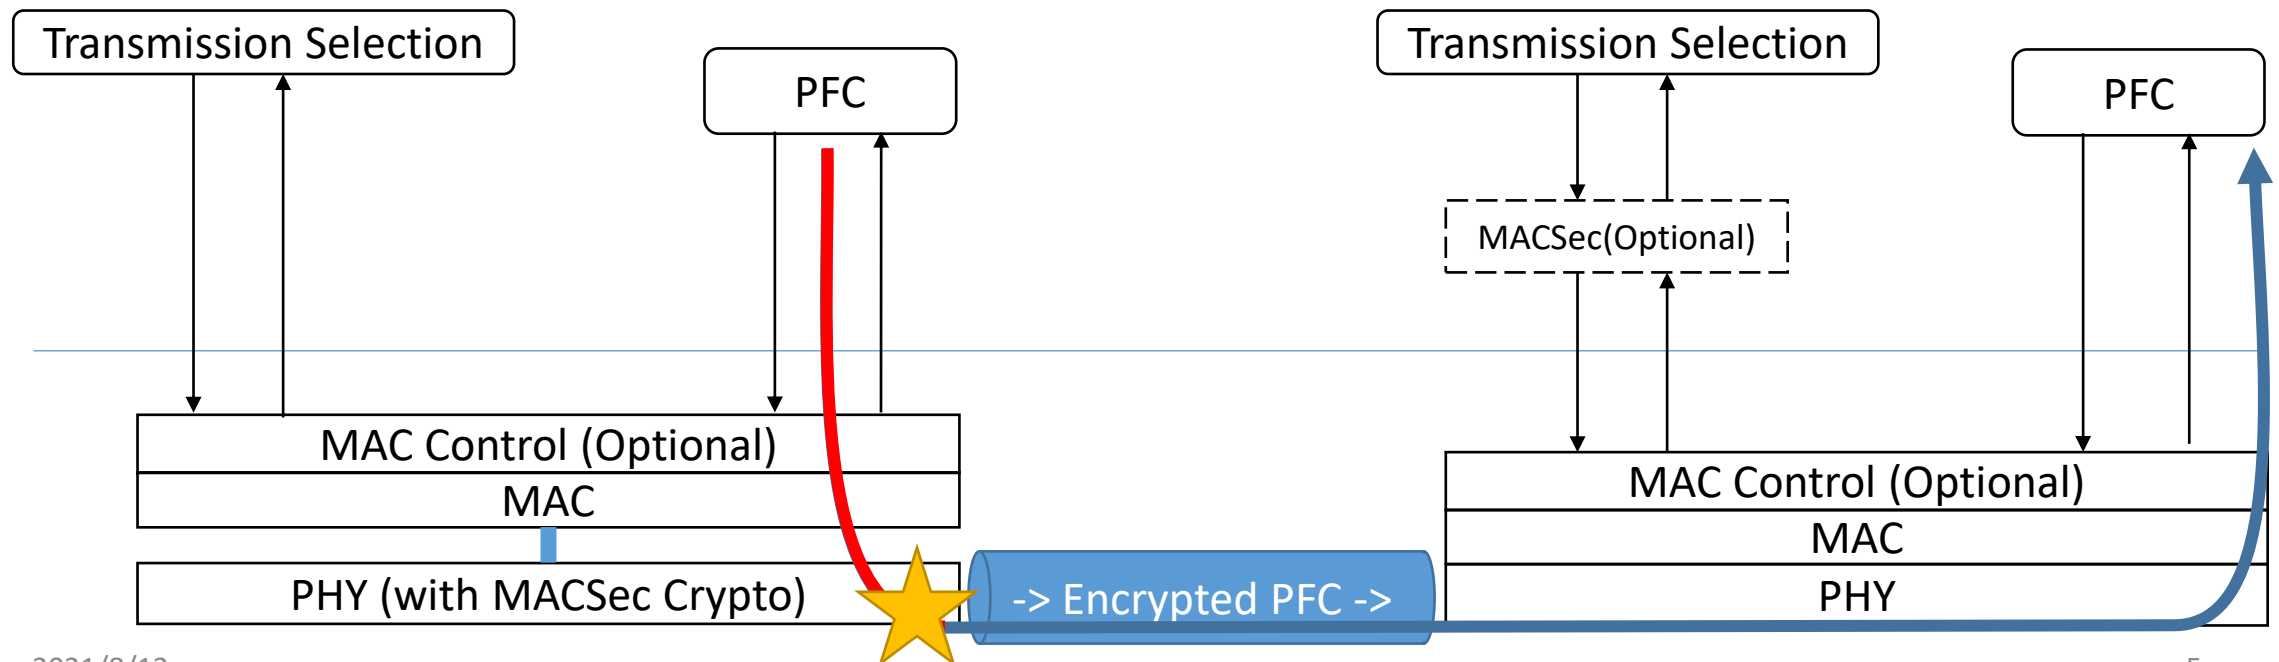 Transmission Selection
PFC
Transmission Selection
PFC
MACSec(Optional)
MAC Control (Optional)
MAC
PHY (with MACSec Crypto)
-> Encrypted PFC ->
MAC Control (Optional)
MAC
PHY